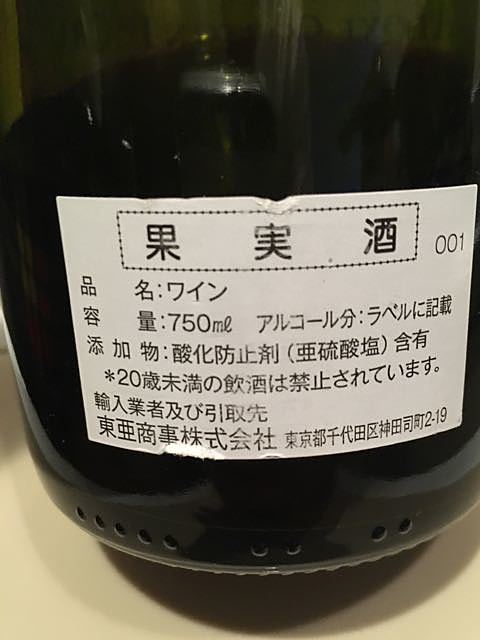 果実酒
001
品 名:ワイン
容 量:750㎖ アルコール分:ラベルに記載
添加物:酸化防止剤(亜硫酸塩)含有
*20歳未満の飲酒は禁止されています。
輸入業者及び引取先
東亜商事株式会社 東京都千代田区神田司町2-19